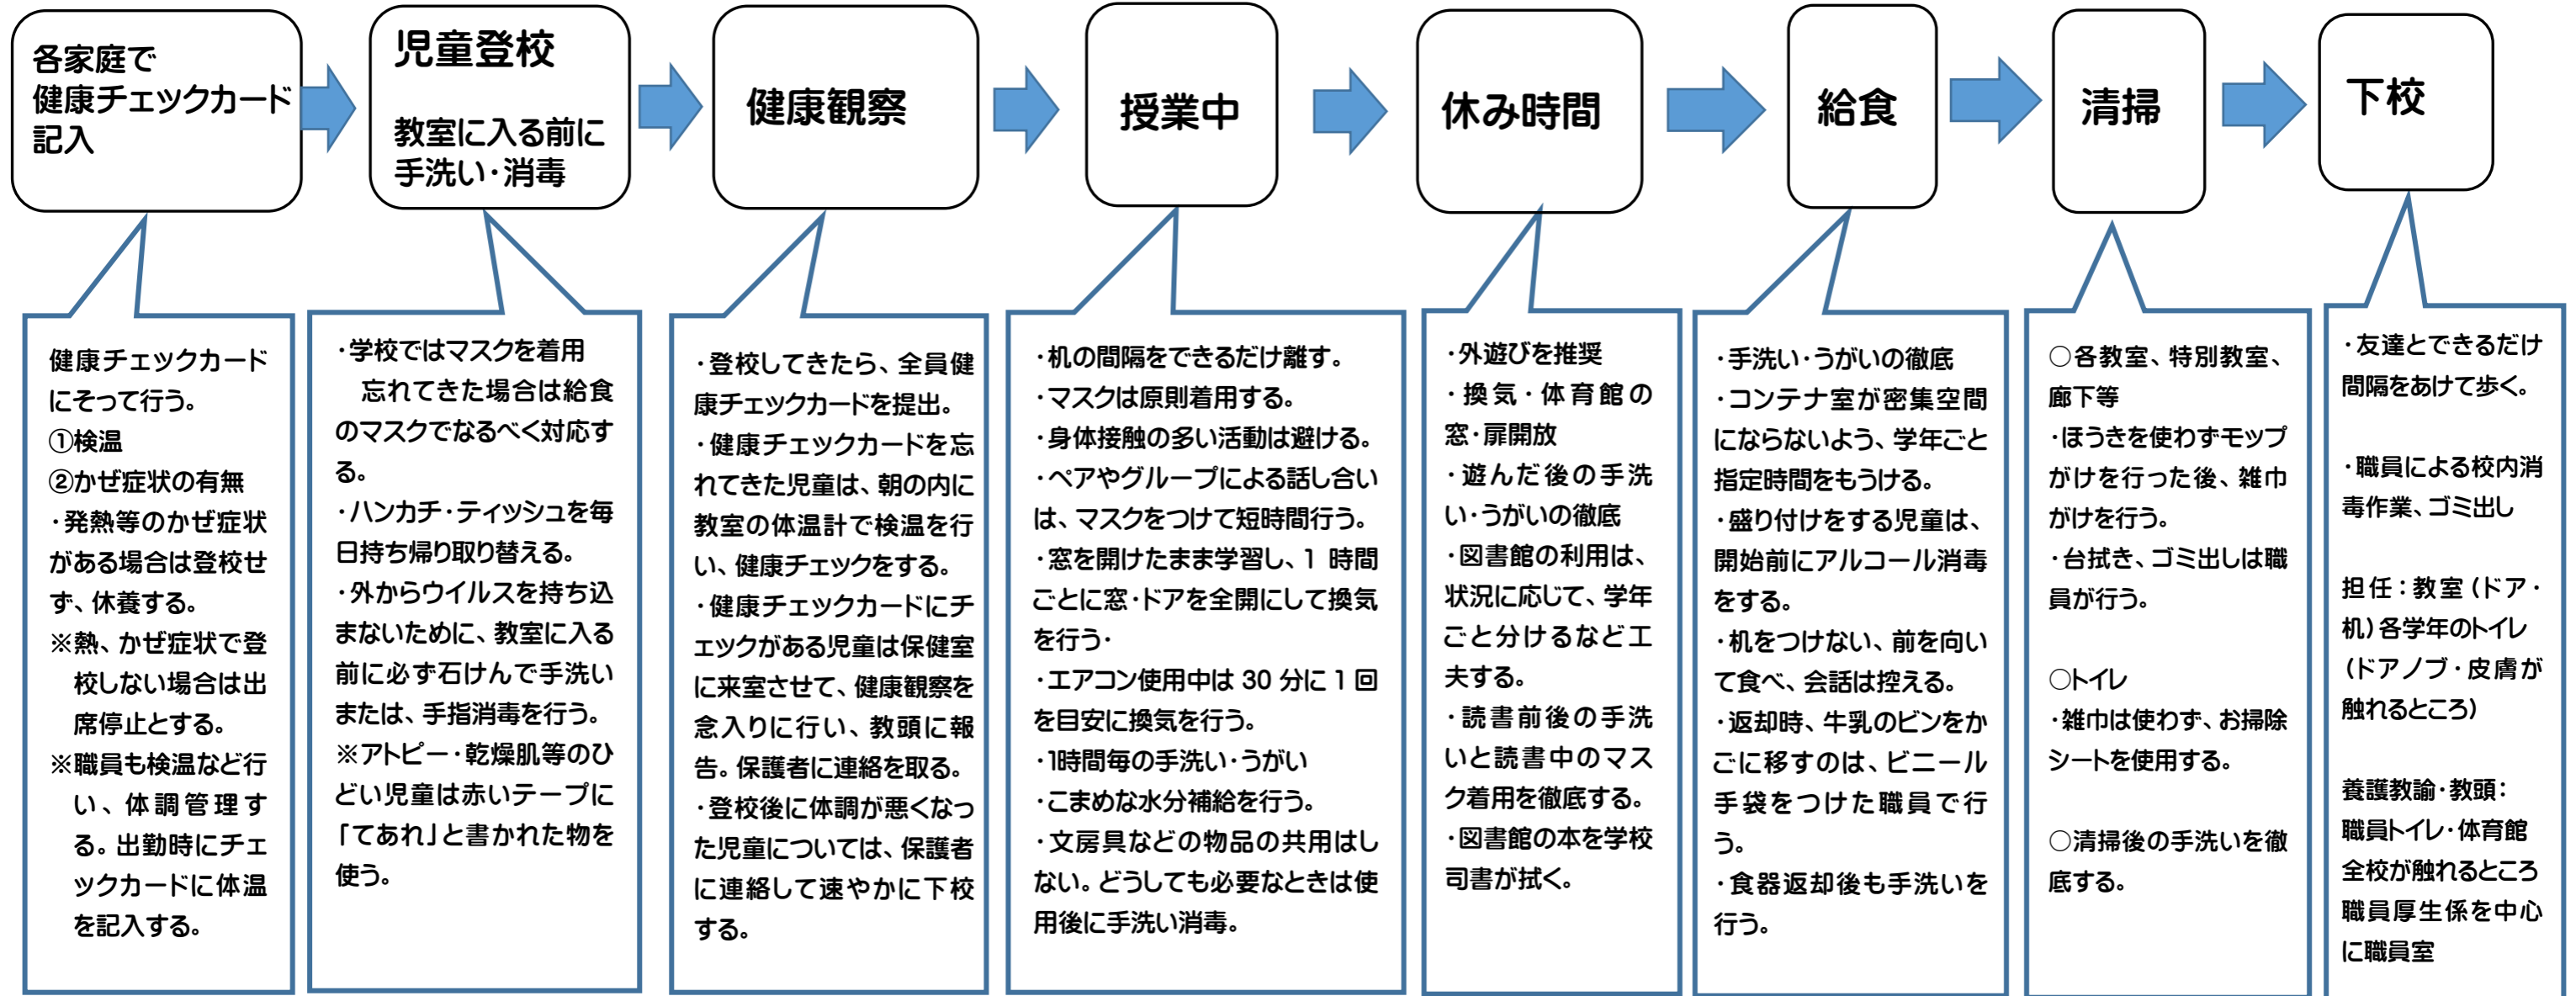 各家庭で
健康チェックカード
記入
児童登校
教室に入る前に
手洗い・消毒
健康観察
授業中
休み時間
給食
清掃
下校
健康チェックカード
にそって行う。
①検温
②かぜ症状の有無
・発熱等のかぜ症状
がある場合は登校せ
ず、休養する。
※熱、かぜ症状で登
校しない場合は出
席停止とする。
※職員も検温など行
い、体調管理す
る。出勤時にチェ
ックカードに体温
を記入する。
・学校ではマスクを着用
忘れてきた場合は給食
のマスクでなるべく対応す
る。
・ハンカチ・ティッシュを毎
日持ち帰り取り替える。
・外からウイルスを持ち込
まないために、教室に入る
前に必ず石けんで手洗い
または、手指消毒を行う。
※アトピー・乾燥肌等のひ
どい児童は赤いテープに
「てあれ」と書かれた物を
使う。
・登校してきたら、全員健
康チェックカードを提出。
・健康チェックカードを忘
れてきた児童は、朝の内に
教室の体温計で検温を行
い、健康チェックをする。
・健康チェックカードにチ
ェックがある児童は保健室
に来室させて、健康観察を
念入りに行い、教頭に報
告。保護者に連絡を取る。
・登校後に体調が悪くなっ
た児童については、保護者
に連絡して速やかに下校
する。
・机の間隔をできるだけ離す。
・マスクは原則着用する。
・身体接触の多い活動は避ける。
・ペアやグループによる話し合い
は、マスクをつけて短時間行う。
・窓を開けたまま学習し、1 時間
ごとに窓・ドアを全開にして換気
を行う・
・エアコン使用中は 30 分に 1 回
を目安に換気を行う。
・1時間毎の手洗い・うがい
・こまめな水分補給を行う。
・文房具などの物品の共用はし
ない。どうしても必要なときは使
用後に手洗い消毒。
・外遊びを推奨
・換気・体育館の
窓・扉開放
・遊んだ後の手洗
い・うがいの徹底
・図書館の利用は、
状況に応じて、学年
ごと分けるなど工
夫する。
・読書前後の手洗
いと読書中のマス
ク着用を徹底する。
・図書館の本を学校
司書が拭く。
・手洗い・うがいの徹底
・コンテナ室が密集空間
にならないよう、学年ごと
指定時間をもうける。
・盛り付けをする児童は、
開始前にアルコール消毒
をする。
・机をつけない、前を向い
て食べ、会話は控える。
・返却時、牛乳のビンをか
ごに移すのは、ビニール
手袋をつけた職員で行
う。
・食器返却後も手洗いを
行う。
○各教室、特別教室、
廊下等
・ほうきを使わずモップ
がけを行った後、雑巾
がけを行う。
・台拭き、ゴミ出しは職
員が行う。
○トイレ
・雑巾は使わず、お掃除
シートを使用する。
○清掃後の手洗いを徹
底する。
・友達とできるだけ
間隔をあけて歩く。
・職員による校内消
毒作業、ゴミ出し
担任：教室（ドア・
机）各学年のトイレ
（ドアノブ・皮膚が
触れるところ）
養護教諭・教頭：
職員トイレ・体育館
全校が触れるところ
職員厚生係を中心
に職員室